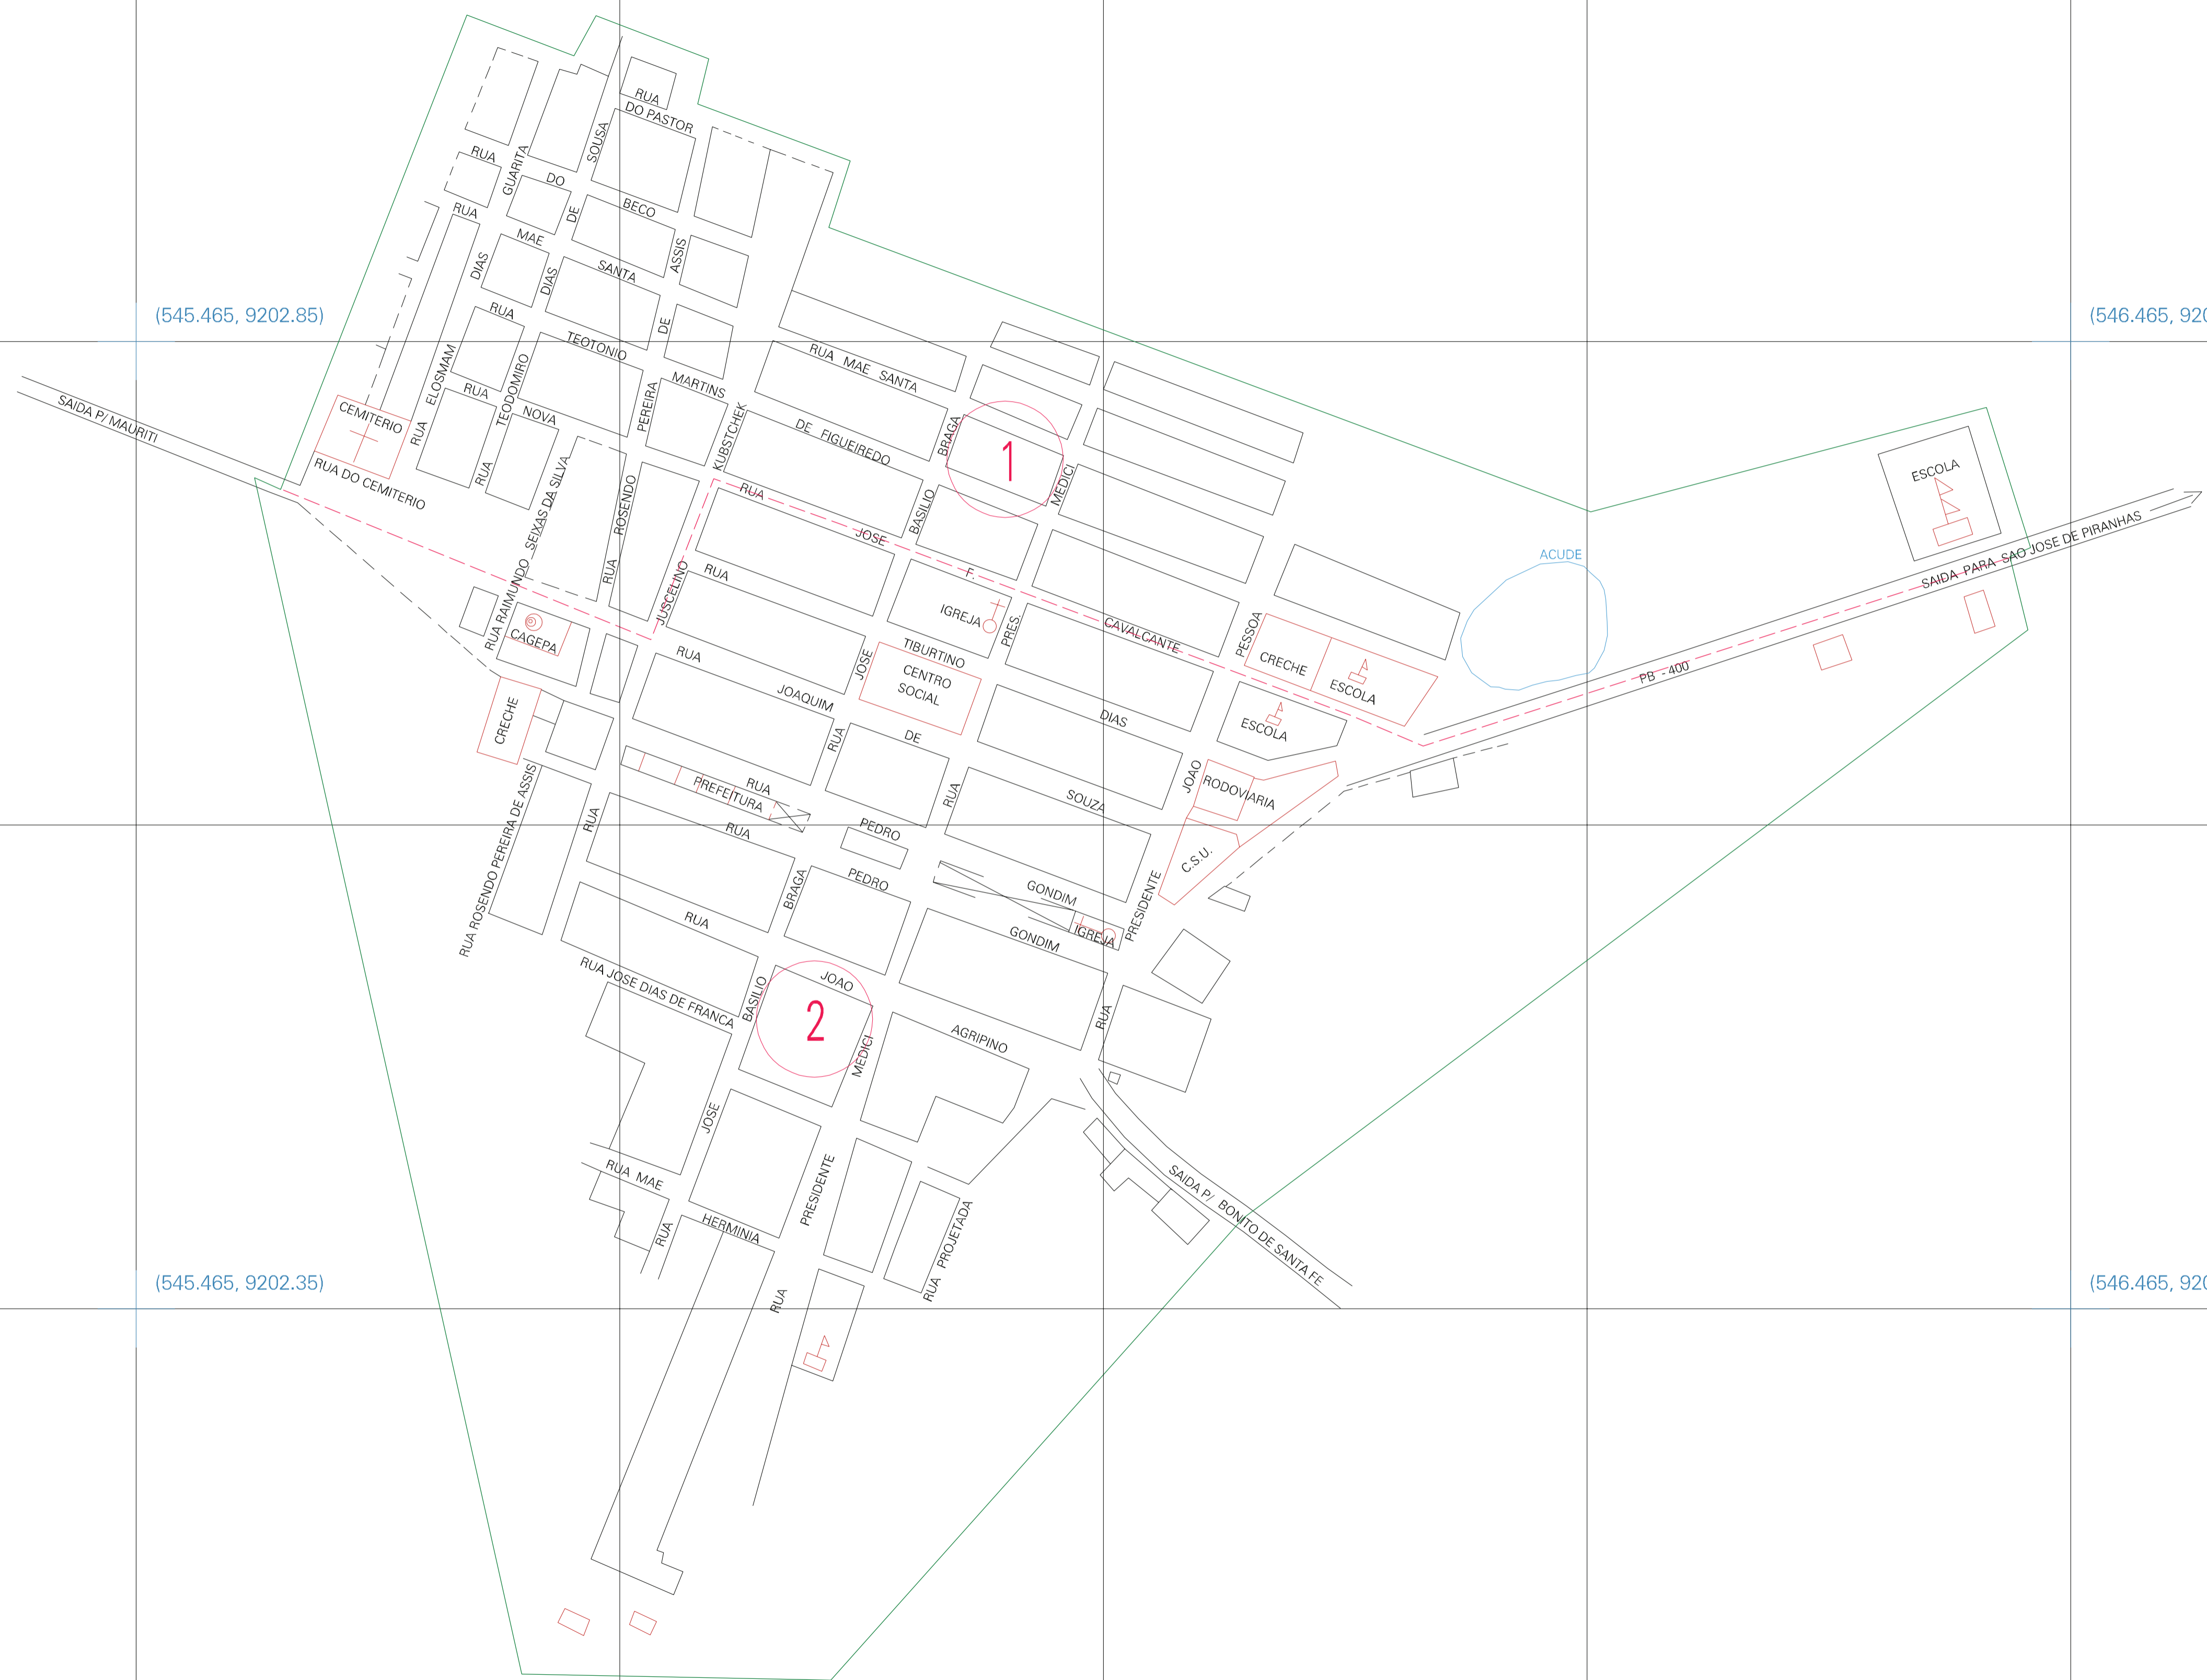 RUA
DO PASTOR
SOUSA
RUA
GUARITA
DO
BECO
DE
RUA
MAE
SANTA
ASSIS
DIAS
DIAS
(545.465, 9202.85)
(546.465, 920
RUA
TEOTONIO
DE
RUA MAE SANTA
MARTINS
ELOSMAM
TEODOMIRO
RUA
NOVA
PEREIRA
KUBSTCHEK
SAIDA P/ MAURITI
CEMITERIO
RUA
RUA
RUA DO CEMITERIO
DE FIGUEIREDO
BRAGA
1
MEDICI
ESCOLA
RUA
JOSE
F.
CAVALCANTE
BASILIO
ROSENDO
RUA
RUA RAIMUNDO SEIXAS DA SILVA
SAIDA PARA SAO JOSE DE PIRANHAS
ACUDE
RUA
JUSCELINO
IGREJA
PRES.
CAGEPA
TIBURTINO
PESSOA
CRECHE
ESCOLA
RUA
JOSE
CENTRO
SOCIAL
PB - 400
JOAQUIM
DIAS
ESCOLA
CRECHE
RUA
DE
JOAO
RODOVIARIA
RUA
PREFEITURA
RUA
SOUZA
RUA ROSENDO PEREIRA DE ASSIS
RUA
RUA
PEDRO
C.S.U.
BRAGA
PEDRO
GONDIM
PRESIDENTE
RUA
GONDIM
IGREJA
RUA JOSE DIAS DE FRANCA
BASILIO
JOAO
2
MEDICI
AGRIPINO
RUA
JOSE
RUA MAE
HERMINIA
RUA
PRESIDENTE
RUA
RUA PROJETADA
SAIDA P/ BONITO DE SANTA FE
(545.465, 9202.35)
(546.465, 920